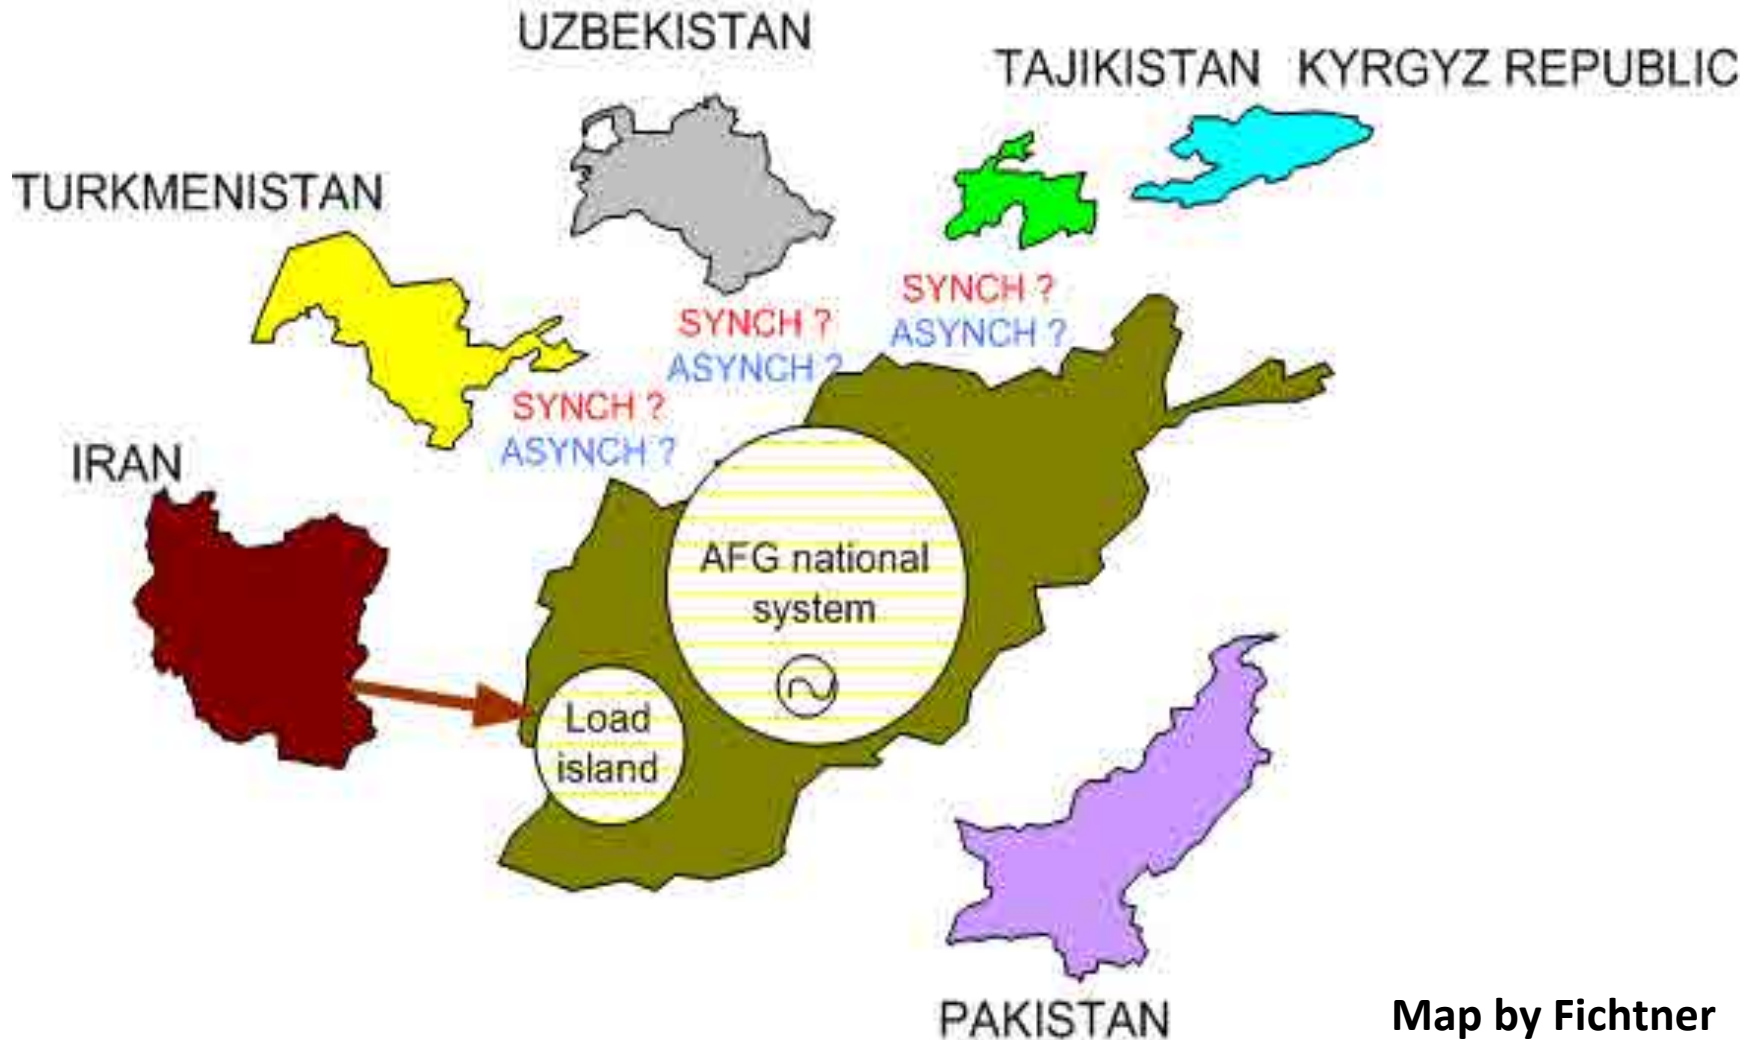 UZBEKISTAN
TAJIKISTAN KYRGYZ REPUBLIC
TURKMENISTAN
SYNCH ?
ASYNCH ?
SYNCH ?
ASYNCH ?
SYNCH ?
ASYNCH ?
IRAN
AFG national
system
Load
island
PAKISTAN
Map by Fichtner